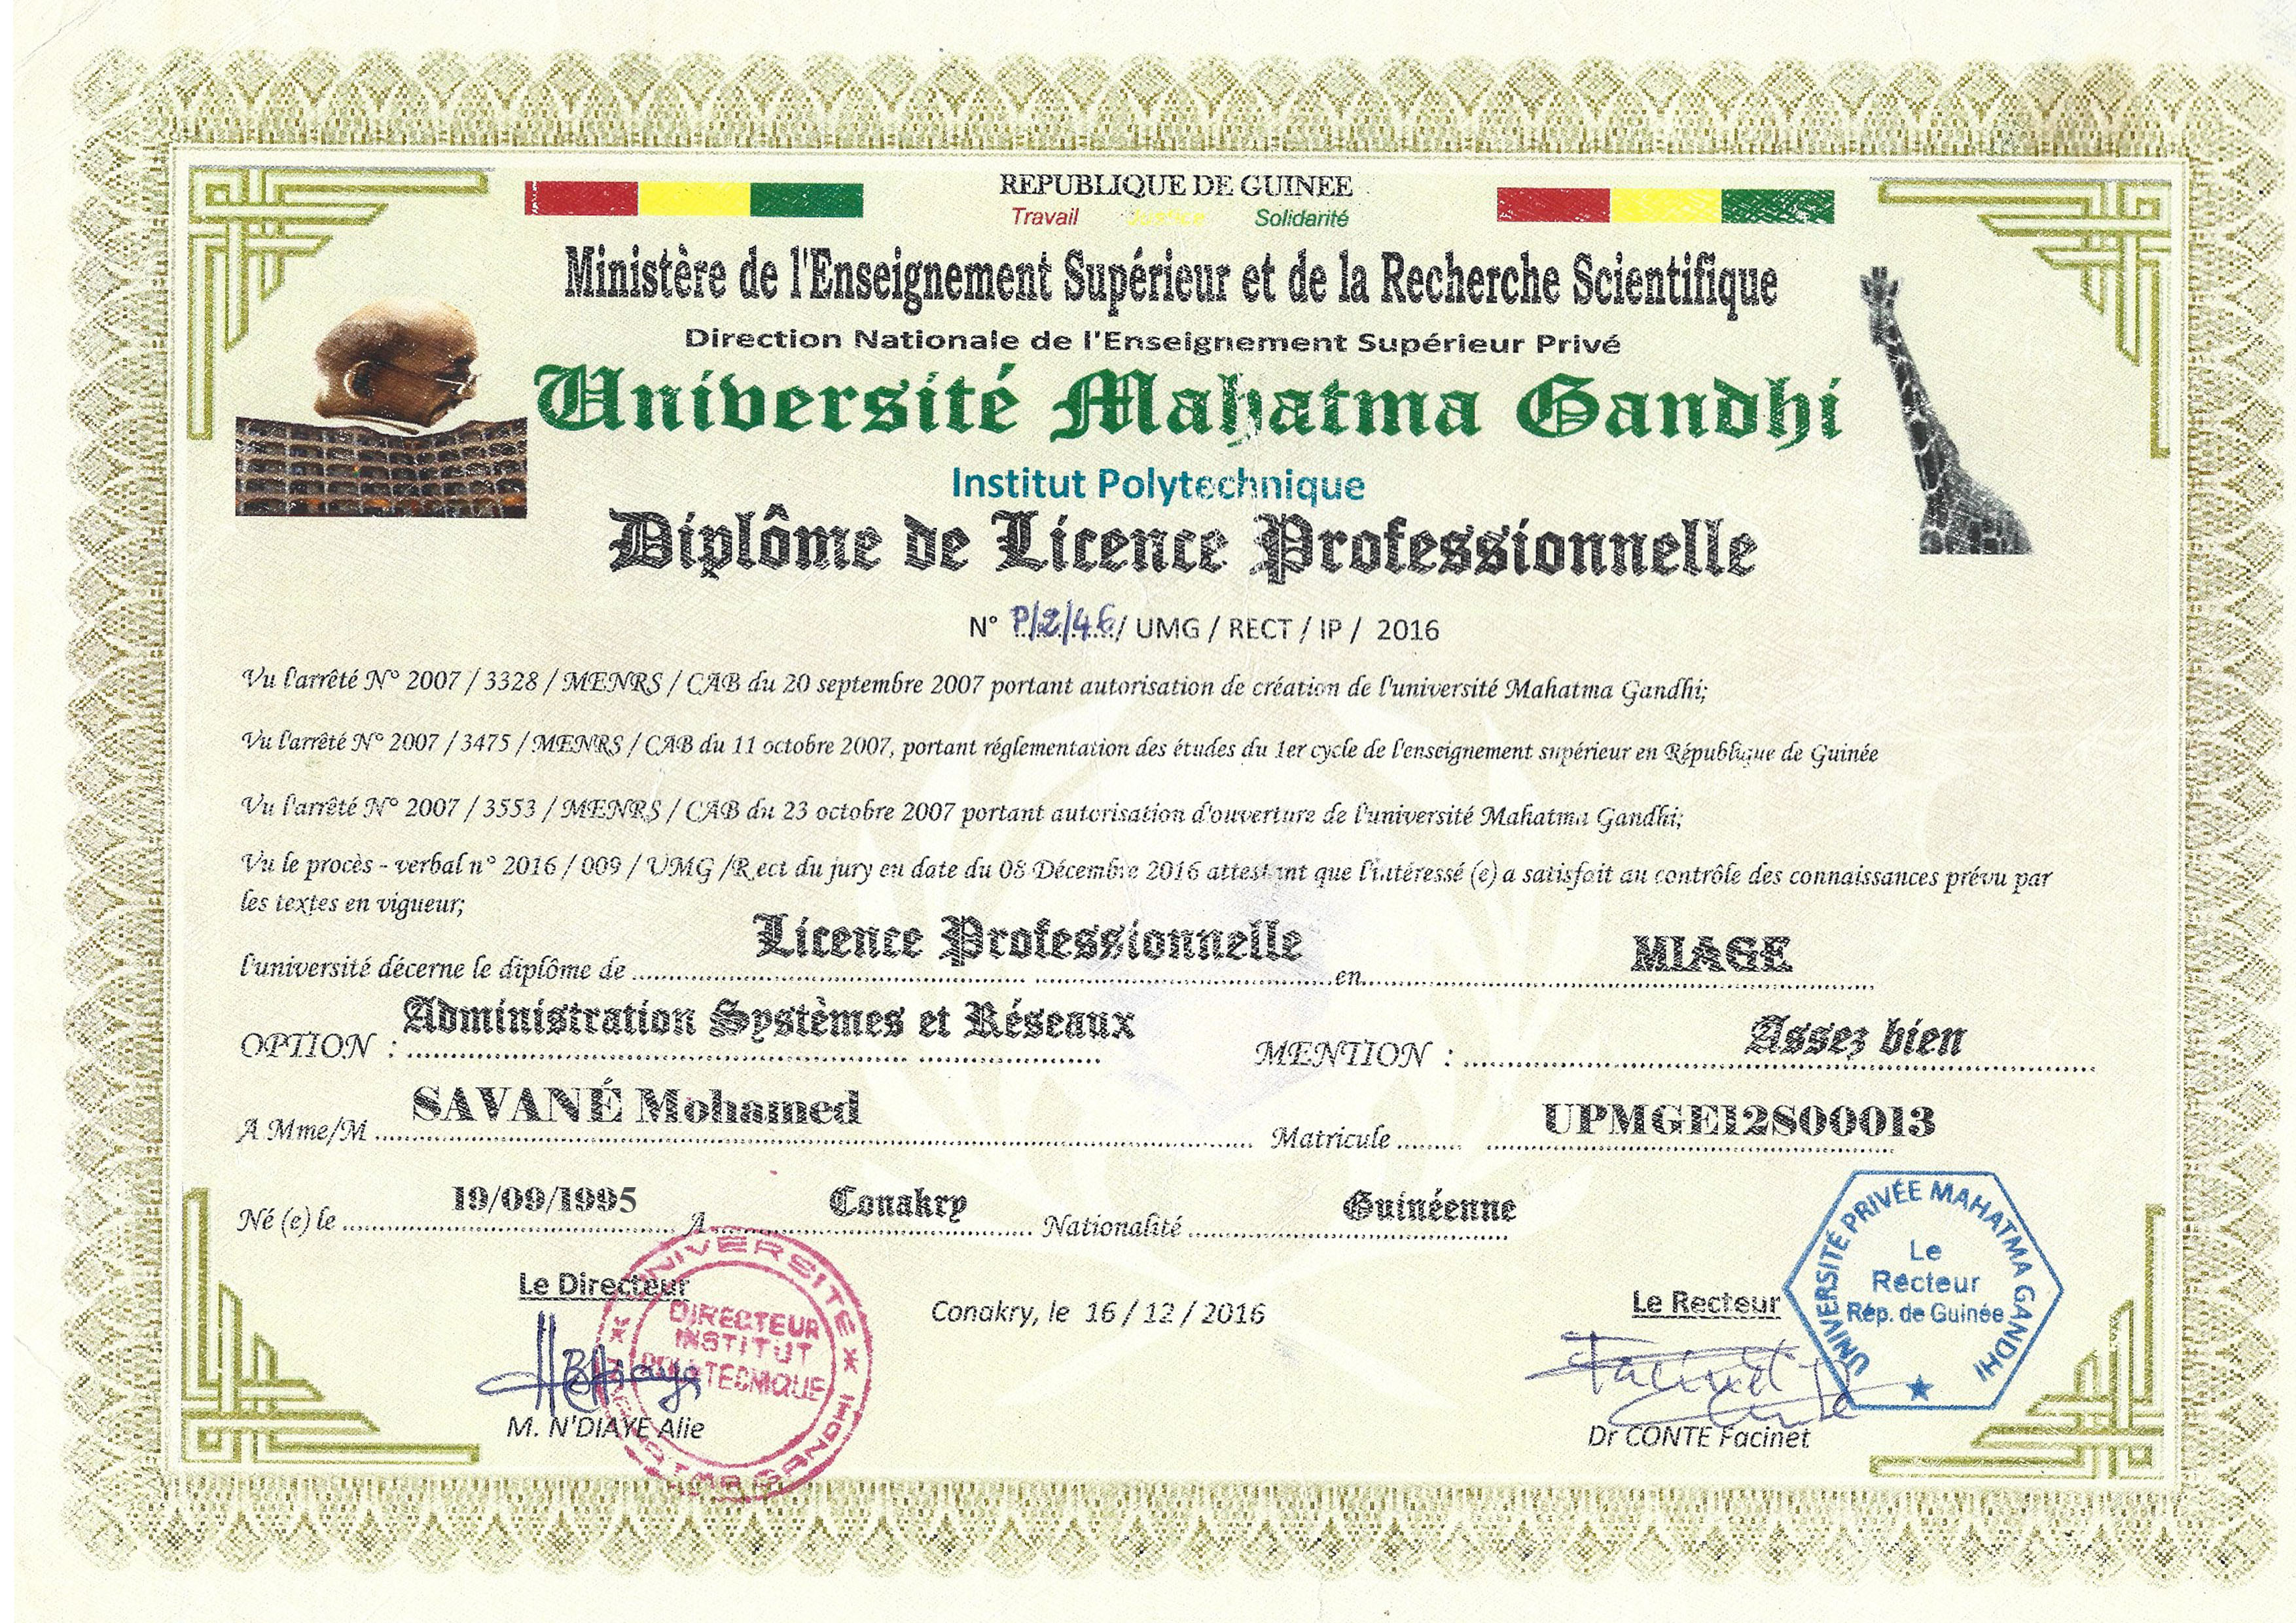 REPUBLIQUE DE GUINEE
Travail Justice Solidarité
Ministère de l'Enseignement Supérieur et de la Recherche Scientifique
Direction Nationale de l'Enseignement Supérieur Privé
Université Mahatma Gandhi
Institut Polytechnique
Diplôme de Licence Professionnelle
N° P/2/46/ UMG / RECT / IP / 2016
Vu l'arrêté N° 2007 / 3328 / MENRS / CAB du 20 septembre 2007 portant autorisation de création de l'université Mahatma Gandhi;
Vu l'arrêté N° 2007 / 3475 / MENRS / CAB du 11 octobre 2007, portant réglementation des études du 1er cycle de l'enseignement supérieur en République de Guinée
Vu l'arrêté N° 2007 / 3553 / MENRS / CAB du 23 octobre 2007 portant autorisation d'ouverture de l'université Mahatma Gandhi;
Vu le procès - verbal n° 2016 / 009 / UMG /Rect du jury en date du 08 Décembre 2016 attestant que l'intéressé (e) a satisfait au contrôle des connaissances prévu par
les textes en vigueur;
l'université décerne le diplôme de Licence Professionnelle en MIAGE
OPTION : Administration Systèmes et Réseaux MENTION : Assez bien
A Mme/M SAVANÉ Mohamed Matricule UPMGE12S00013
Né (e) le 19/09/1995 A Conakry Nationalité Guinéenne
Le Directeur
Conakry, le 16 / 12 / 2016
Le Recteur
UNIVERSITE
DIRECTEUR
INSTITUT
M. N'DIAYE Alie
UNIVERSITÉ PRIVÉE MAHATMA GANDHI
Le
Recteur
Rép. de Guinée
Facinet
Dr CONTE Facinet